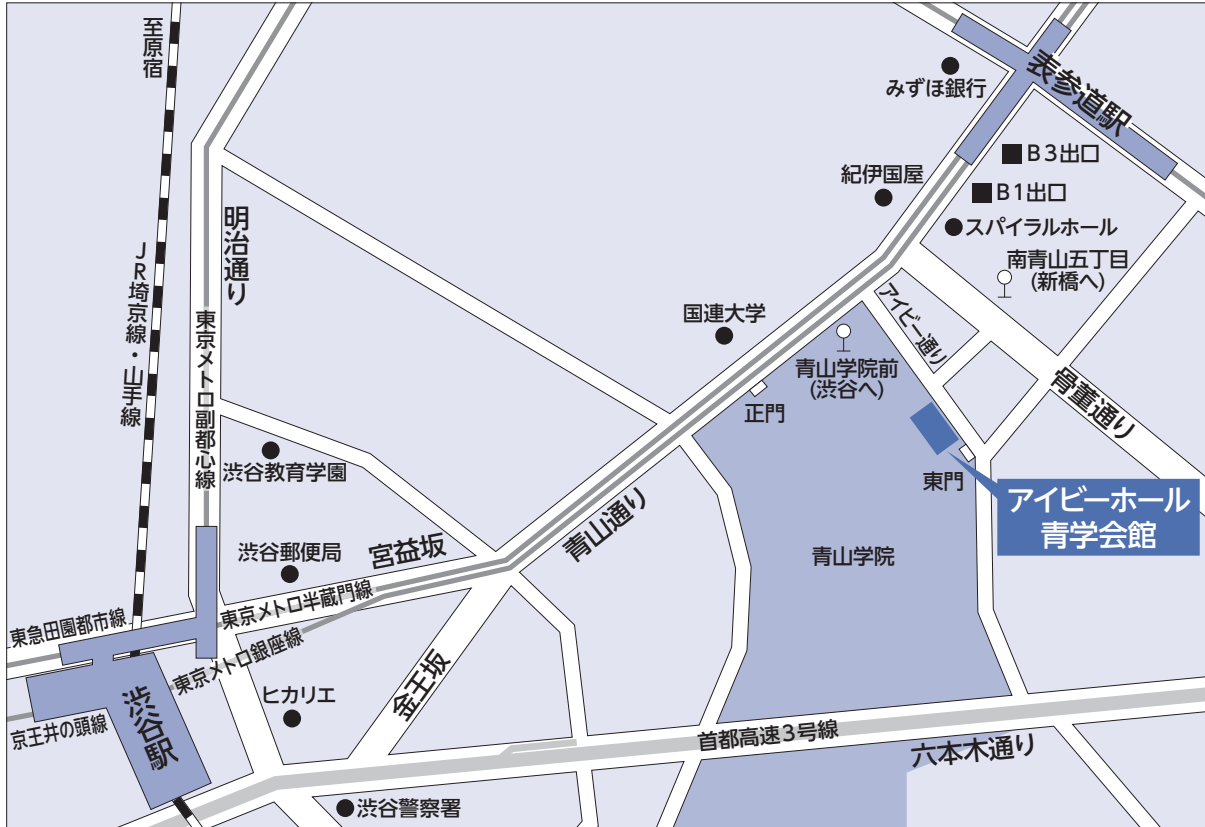 至原宿
みずほ銀行
表参道駅
B3出口
紀伊国屋
B1出口
スパイラルホール
明治通り
南青山五丁目
(新橋へ)
JR埼京線・山手線
アイビー通り
国連大学
東京メトロ副都心線
青山学院前
(渋谷へ)
骨董通り
正門
渋谷教育学園
東門
アイビーホール
青学会館
青山通り
宮益坂
渋谷郵便局
青山学院
東京メトロ半蔵門線
東急田園都市線
東京メトロ銀座線
金王坂
ヒカリエ
渋谷駅
京王井の頭線
首都高速3号線
六本木通り
渋谷警察署